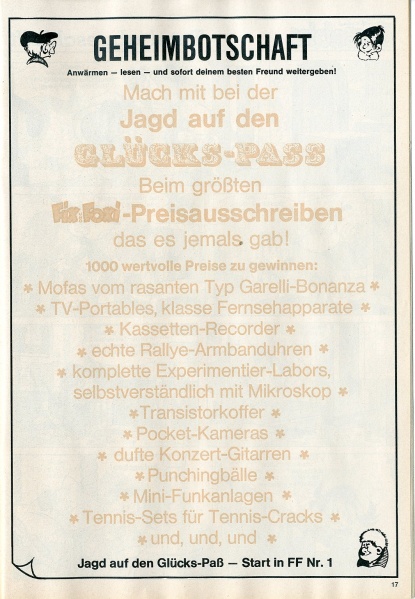 GEHEIMBOTSCHAFT
Anwärmen – lesen – und sofort deinem besten Freund weitergeben!
Mach mit bei der
Jagd auf den
GLÜCKS-PASS
Beim größten
Fix und Foxi-Preisausschreiben
das es jemals gab!
1000 wertvolle Preise zu gewinnen:
* Mofas vom rasanten Typ Garelli-Bonanza *
* TV-Portables, klasse Fernsehapparate *
* Kassetten-Recorder *
* echte Rallye-Armbanduhren *
* komplette Experimentier-Labors,
selbstverständlich mit Mikroskop *
* Transistorkoffer *
* Pocket-Kameras *
* dufte Konzert-Gitarren *
* Punchingbälle *
* Mini-Funkanlagen *
* Tennis-Sets für Tennis-Cracks *
* und, und, und *
Jagd auf den Glücks-Paß – Start in FF Nr. 1
17